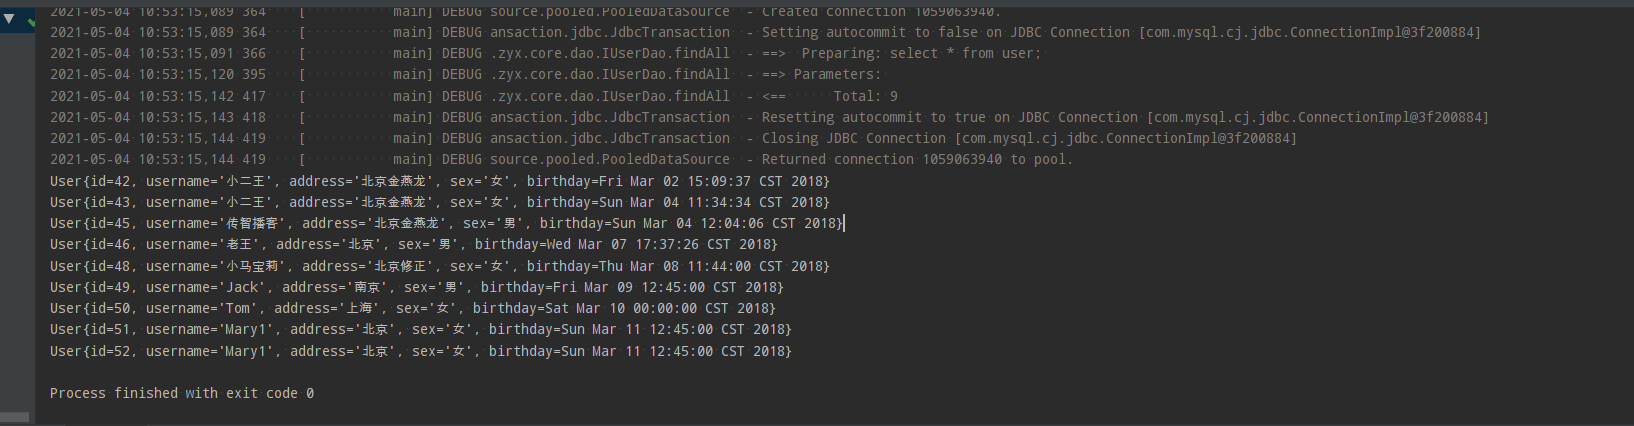 2021-05-04 10:53:15,089 364 [ main] DEBUG source.pooled.PooledDataSource - Created connection 1059063940.
2021-05-04 10:53:15,089 364 [ main] DEBUG ansaction.jdbc.JdbcTransaction - Setting autocommit to false on JDBC Connection [com.mysql.cj.jdbc.ConnectionImpl@3f200884]
2021-05-04 10:53:15,091 366 [ main] DEBUG .zyx.core.dao.IUserDao.findAll - ==> Preparing: select * from user;
2021-05-04 10:53:15,120 395 [ main] DEBUG .zyx.core.dao.IUserDao.findAll - ==> Parameters:
2021-05-04 10:53:15,142 417 [ main] DEBUG .zyx.core.dao.IUserDao.findAll - <== Total: 9
2021-05-04 10:53:15,143 418 [ main] DEBUG ansaction.jdbc.JdbcTransaction - Resetting autocommit to true on JDBC Connection [com.mysql.cj.jdbc.ConnectionImpl@3f200884]
2021-05-04 10:53:15,144 419 [ main] DEBUG ansaction.jdbc.JdbcTransaction - Closing JDBC Connection [com.mysql.cj.jdbc.ConnectionImpl@3f200884]
2021-05-04 10:53:15,144 419 [ main] DEBUG source.pooled.PooledDataSource - Returned connection 1059063940 to pool.
User{id=42, username='小二王', address='北京金燕龙', sex='女', birthday=Fri Mar 02 15:09:37 CST 2018}
User{id=43, username='小二王', address='北京金燕龙', sex='女', birthday=Sun Mar 04 11:34:34 CST 2018}
User{id=45, username='传智播客', address='北京金燕龙', sex='男', birthday=Sun Mar 04 12:04:06 CST 2018}
User{id=46, username='老王', address='北京', sex='男', birthday=Wed Mar 07 17:37:26 CST 2018}
User{id=48, username='小马宝莉', address='北京修正', sex='女', birthday=Thu Mar 08 11:44:00 CST 2018}
User{id=49, username='Jack', address='南京', sex='男', birthday=Fri Mar 09 12:45:00 CST 2018}
User{id=50, username='Tom', address='上海', sex='女', birthday=Sat Mar 10 00:00:00 CST 2018}
User{id=51, username='Mary1', address='北京', sex='女', birthday=Sun Mar 11 12:45:00 CST 2018}
User{id=52, username='Mary1', address='北京', sex='女', birthday=Sun Mar 11 12:45:00 CST 2018}
Process finished with exit code 0